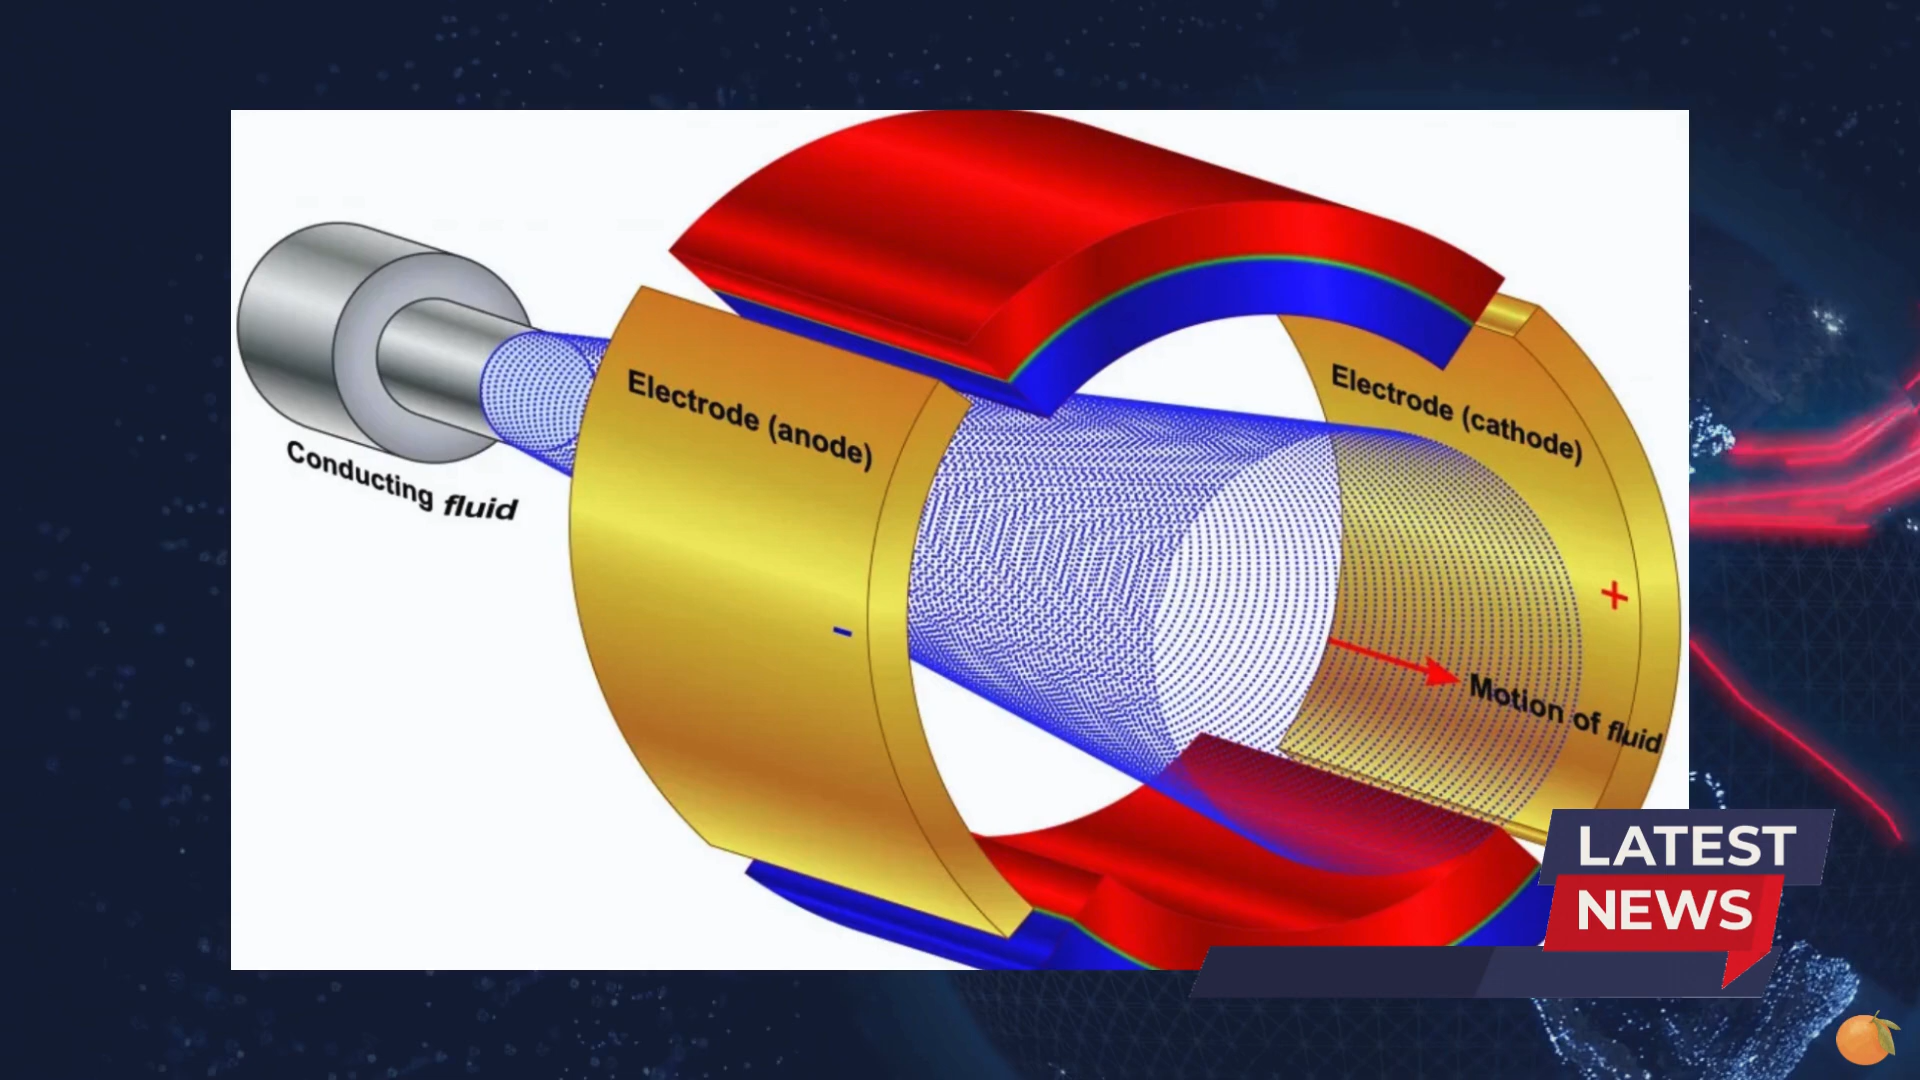 Electrode (anode)
Electrode (cathode)
Conducting fluid
-
+
Motion of fluid
LATEST
NEWS